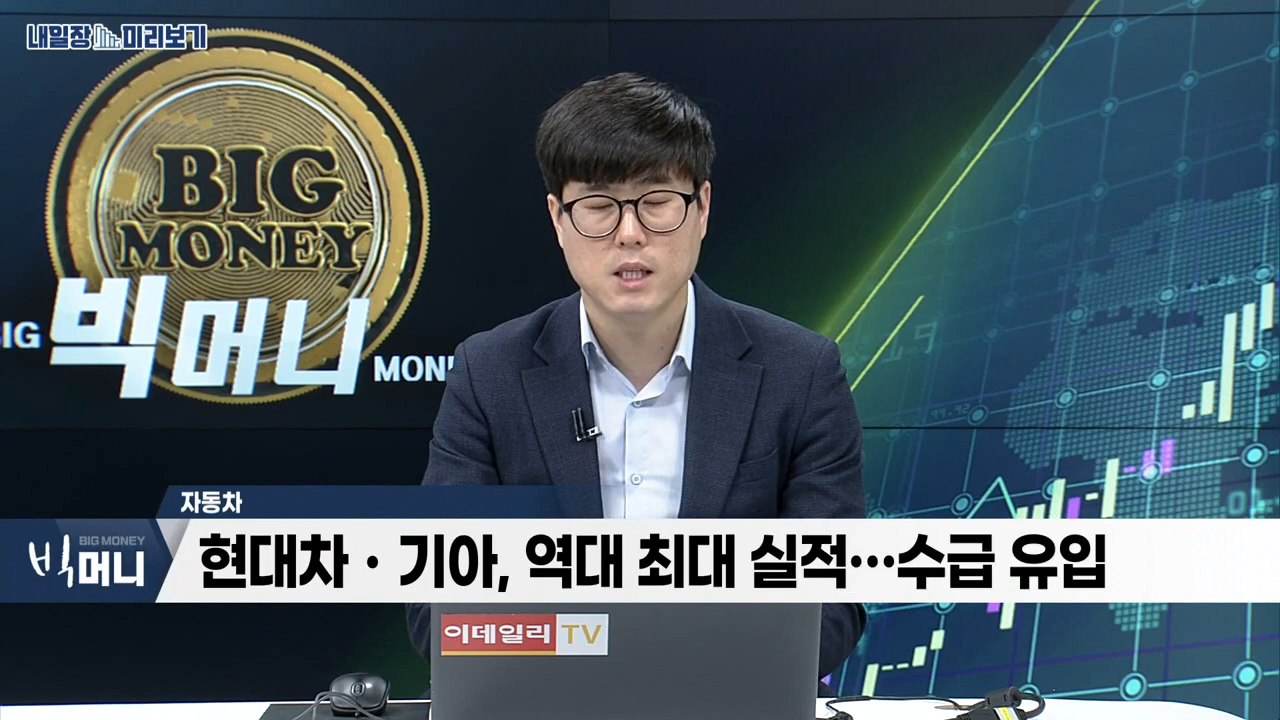 내일장 미리보기
BIG
MONEY
BIG
빅머니
MON
자동차
BIG MONEY
빅머니
현대차·기아, 역대 최대 실적…수급 유입
이데일리 TV